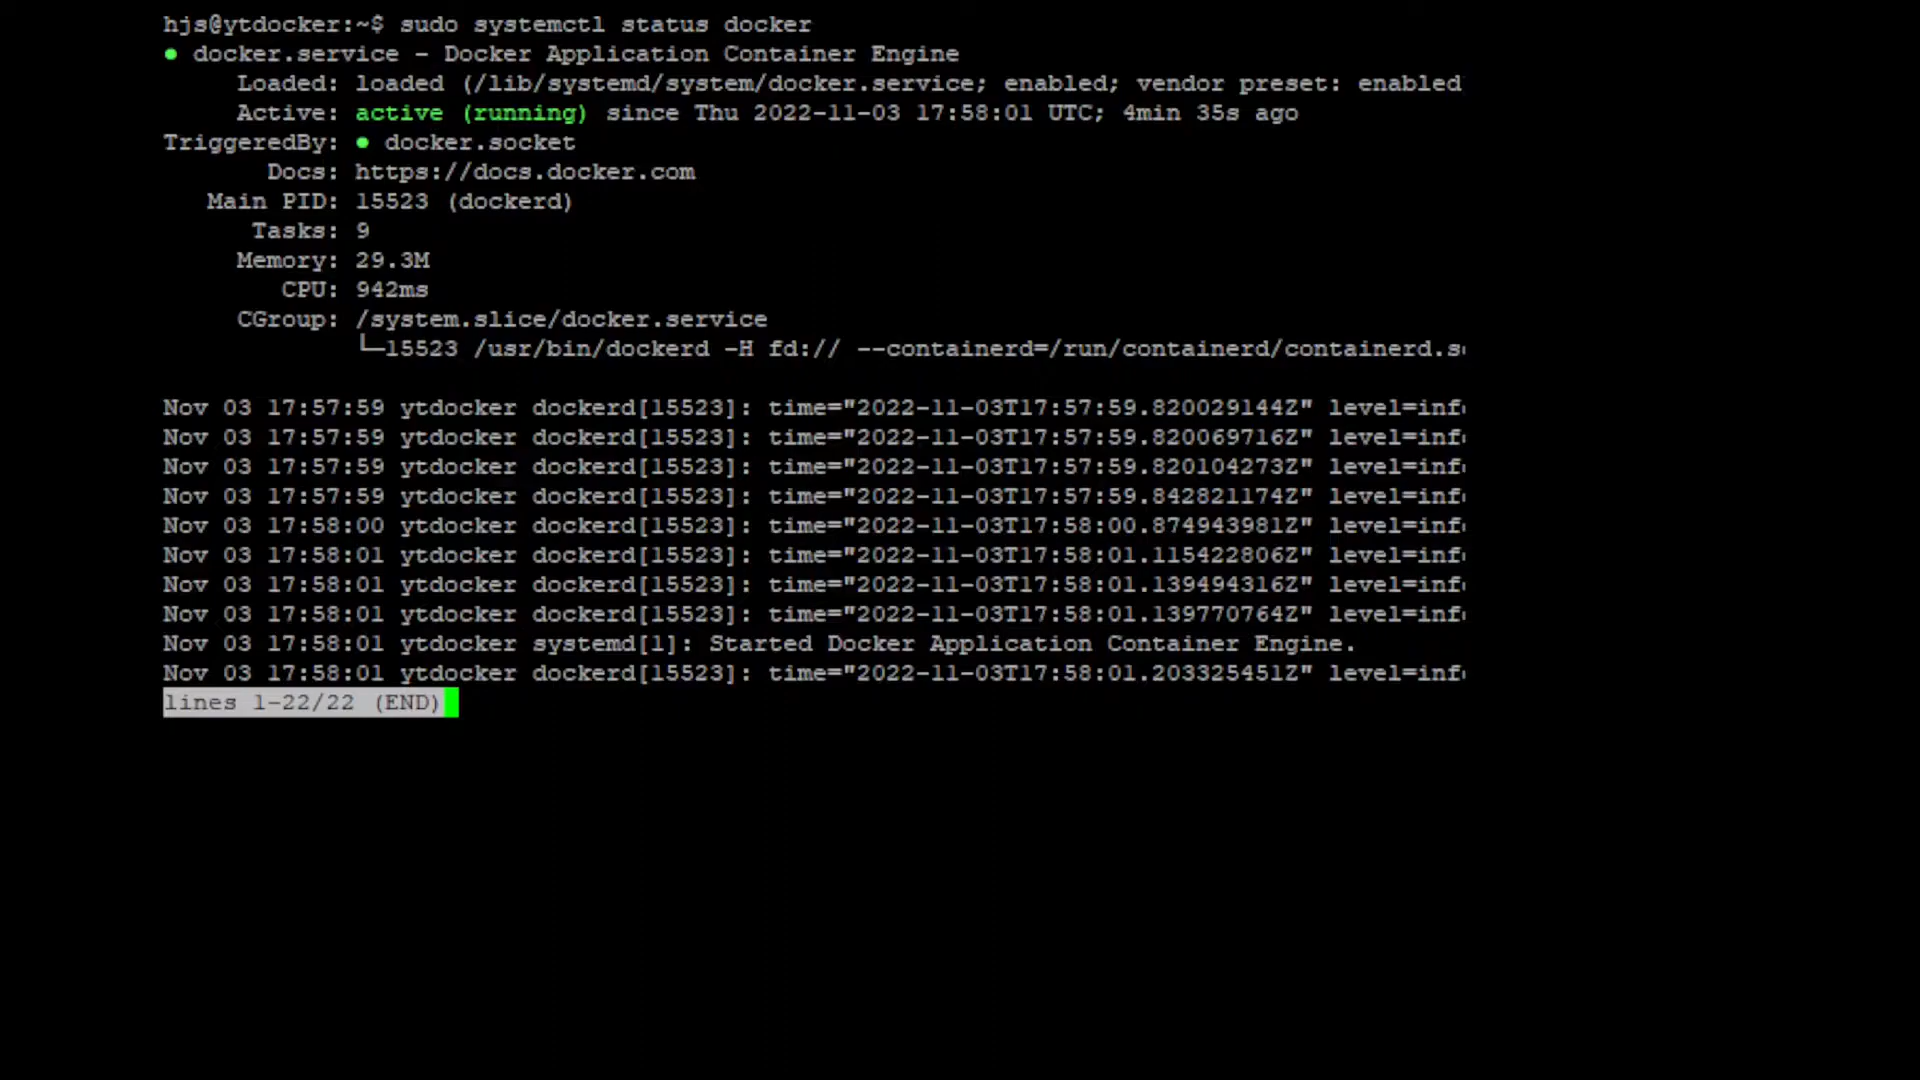 hjs@ytdocker:~$ sudo systemctl status docker
● docker.service - Docker Application Container Engine
Loaded: loaded (/lib/systemd/system/docker.service; enabled; vendor preset: enabled
Active: active (running) since Thu 2022-11-03 17:58:01 UTC; 4min 35s ago
TriggeredBy: ● docker.socket
Docs: https://docs.docker.com
Main PID: 15523 (dockerd)
Tasks: 9
Memory: 29.3M
CPU: 942ms
CGroup: /system.slice/docker.service
└─15523 /usr/bin/dockerd -H fd:// --containerd=/run/containerd/containerd.s
Nov 03 17:57:59 ytdocker dockerd[15523]: time="2022-11-03T17:57:59.820029144Z" level=inf
Nov 03 17:57:59 ytdocker dockerd[15523]: time="2022-11-03T17:57:59.820069716Z" level=inf
Nov 03 17:57:59 ytdocker dockerd[15523]: time="2022-11-03T17:57:59.820104273Z" level=inf
Nov 03 17:57:59 ytdocker dockerd[15523]: time="2022-11-03T17:57:59.842821174Z" level=inf
Nov 03 17:58:00 ytdocker dockerd[15523]: time="2022-11-03T17:58:00.874943981Z" level=inf
Nov 03 17:58:01 ytdocker dockerd[15523]: time="2022-11-03T17:58:01.115422806Z" level=inf
Nov 03 17:58:01 ytdocker dockerd[15523]: time="2022-11-03T17:58:01.139494316Z" level=inf
Nov 03 17:58:01 ytdocker dockerd[15523]: time="2022-11-03T17:58:01.139770764Z" level=inf
Nov 03 17:58:01 ytdocker systemd[1]: Started Docker Application Container Engine.
Nov 03 17:58:01 ytdocker dockerd[15523]: time="2022-11-03T17:58:01.203325451Z" level=inf
lines 1-22/22 (END)